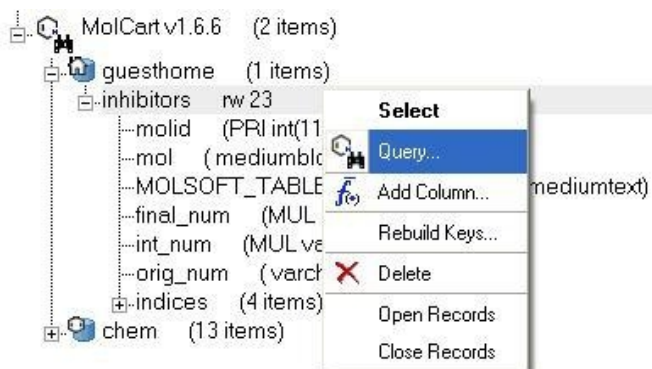 MolCart v1.6.6 (2 items)
guesthome (1 items)
inhibitors rw 23
molid (PRI int(11
mol (mediumblo
MOLSOFT_TABLE mediumtext)
final_num (MUL
int_num (MUL va
orig_num (varch
indices (4 items)
chem (13 items)
Select
Query...
Add Column...
Rebuild Keys...
Delete
Open Records
Close Records